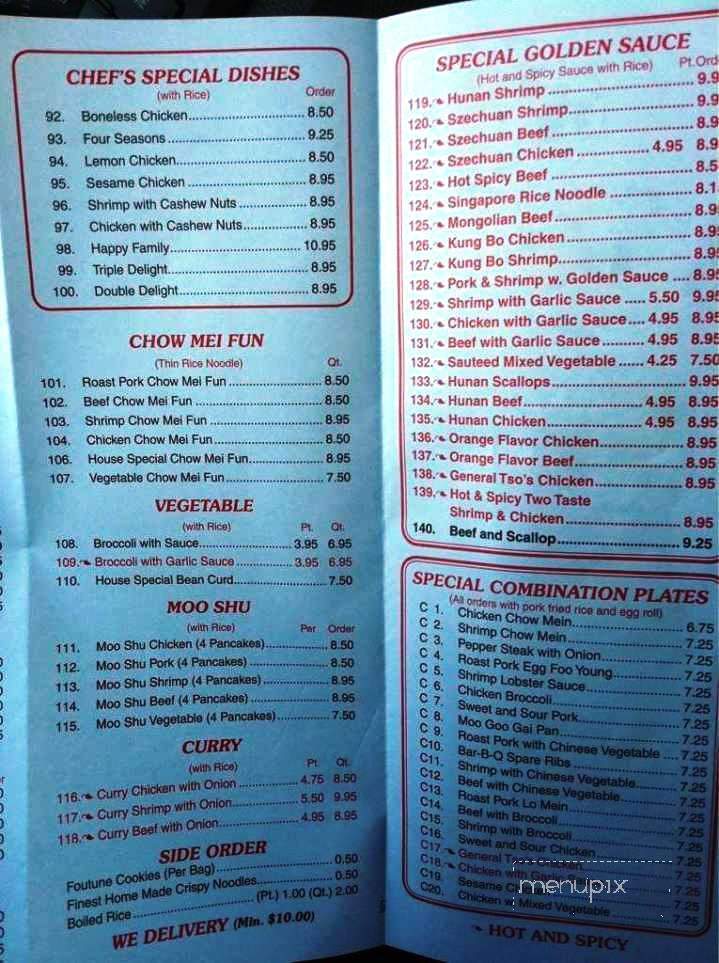 CHEF'S SPECIAL DISHES
(with Rice) Order
92. Boneless Chicken 8.50
93. Four Seasons 9.25
94. Lemon Chicken 8.50
95. Sesame Chicken 8.95
96. Shrimp with Cashew Nuts 8.95
97. Chicken with Cashew Nuts 8.95
98. Happy Family 10.95
99. Triple Delight 8.95
100. Double Delight 8.95
CHOW MEI FUN
(Thin Rice Noodle) Qt.
101. Roast Pork Chow Mei Fun 8.50
102. Beef Chow Mei Fun 8.50
103. Shrimp Chow Mei Fun 8.95
104. Chicken Chow Mei Fun 8.50
106. House Special Chow Mei Fun 8.95
107. Vegetable Chow Mei Fun 7.50
VEGETABLE
(with Rice) Pt. Qt.
108. Broccoli with Sauce 3.95 6.95
109. Broccoli with Garlic Sauce 3.95 6.95
110. House Special Bean Curd 7.50
MOO SHU
(with Rice) Per Order
111. Moo Shu Chicken (4 Pancakes) 8.50
112. Moo Shu Pork (4 Pancakes) 8.50
113. Moo Shu Shrimp (4 Pancakes) 8.95
114. Moo Shu Beef (4 Pancakes) 8.95
115. Moo Shu Vegetable (4 Pancakes) 7.50
CURRY
(with Rice) Pt. Qt.
116. Curry Chicken with Onion 4.75 8.50
117. Curry Shrimp with Onion 5.50 9.95
118. Curry Beef with Onion 4.95 8.95
SIDE ORDER
Foutune Cookies (Per Bag) 0.50
Finest Home Made Crispy Noodles 0.50
Boiled Rice (Pt.) 1.00 (Qt.) 2.00
WE DELIVERY (Min. $10.00)
SPECIAL GOLDEN SAUCE
(Hot and Spicy Sauce with Rice) Pt.
119. Hunan Shrimp
120. Szechuan Shrimp
121. Szechuan Beef
122. Szechuan Chicken 4.95
123. Hot Spicy Beef
124. Singapore Rice Noodle
125. Mongolian Beef
126. Kung Bo Chicken
127. Kung Bo Shrimp
128. Pork & Shrimp w. Golden Sauce 8.95
129. Shrimp with Garlic Sauce 5.50 9.95
130. Chicken with Garlic Sauce 4.95 8.95
131. Beef with Garlic Sauce 4.95 8.95
132. Sauteed Mixed Vegetable 4.25 7.50
133. Hunan Scallops 9.95
134. Hunan Beef 4.95 8.95
135. Hunan Chicken 4.95 8.95
136. Orange Flavor Chicken 8.95
137. Orange Flavor Beef 8.95
138. General Tso's Chicken 8.95
139. Hot & Spicy Two Taste
Shrimp & Chicken 8.95
140. Beef and Scallop 9.25
SPECIAL COMBINATION PLATES
(All orders with pork fried rice and egg roll)
C 1. Chicken Chow Mein 6.75
C 2. Shrimp Chow Mein 7.25
C 3. Pepper Steak with Onion 7.25
C 4. Roast Pork Egg Foo Young 7.25
C 5. Shrimp Lobster Sauce 7.25
C 6. Chicken Broccoli 7.25
C 7. Sweet and Sour Pork 7.25
C 8. Moo Goo Gai Pan 7.25
C 9. Roast Pork with Chinese Vegetable 7.25
C10. Bar-B-Q Spare Ribs 7.25
C11. Shrimp with Chinese Vegetable 7.25
C12. Beef with Chinese Vegetable 7.25
C13. Roast Pork Lo Mein 7.25
C14. Beef with Broccoli 7.25
C15. Shrimp with Broccoli 7.25
C16. Sweet and Sour Chicken 7.25
C17. General 7.25
C18. Chicken 7.25
C19. Sesame 7.25
C20. Chicken w. Mixed Vegetable 7.25
menupix
HOT AND SPICY